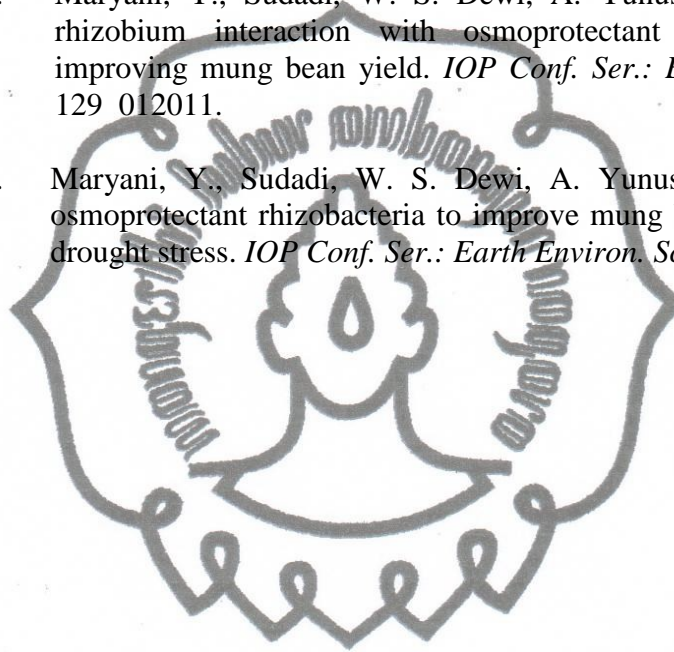 Maryani, Y., Sudadi, W. S. Dewi, A. Yunus
rhizobium interaction with osmoprotectant
improving mung bean yield. IOP Conf. Ser.:
129 012011.
Maryani, Y., Sudadi, W. S. Dewi, A. Yunus
osmoprotectant rhizobacteria to improve mung
drought stress. IOP Conf. Ser.: Earth Environ.